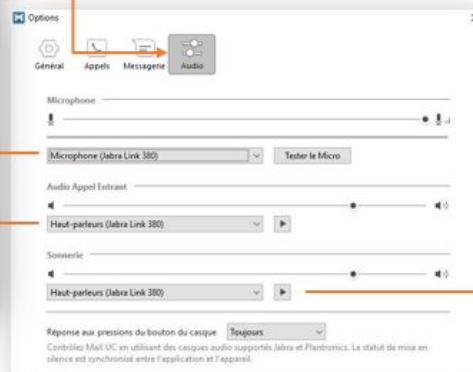 Options
Général Appels Messagerie Audio
Microphone
Microphone (Jabra Link 380) Tester le Micro
Audio Appel Entrant
Haut-parleurs (Jabra Link 380)
Sonnerie
Haut-parleurs (Jabra Link 380)
Réponse aux pressions du bouton du casque Toujours
Contrôlez MaX UC en utilisant des casques audio supportés Jabra et Plantronics. Le statut de mise en
silence est synchronisé entre l'application et l'appareil.